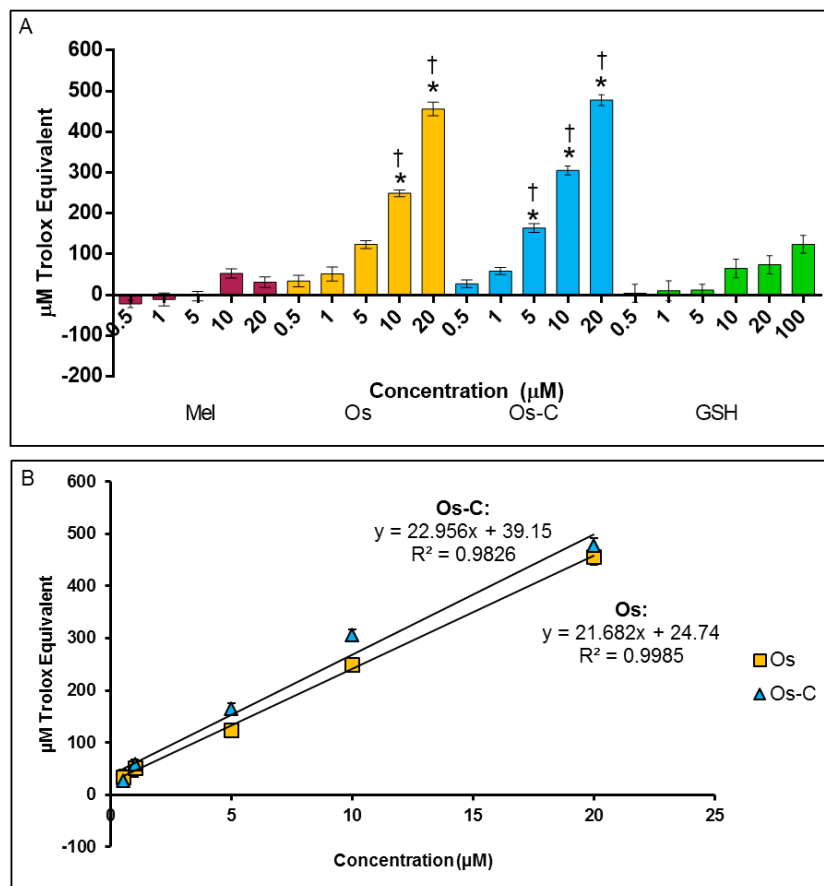 A
600
500
400
300
200
100
0
-100
-200
µM Trolox Equivalent
† *
† *
† *
† *
† *
0.5 1 5 10 20 0.5 1 5 10 20 0.5 1 5 10 20 0.5 1 5 10 20 100
Concentration (µM)
Mel Os Os-C GSH
B
600
500
400
300
200
100
0
-100
µM Trolox Equivalent
Os-C:
y = 22.956x + 39.15
R² = 0.9826
Os:
y = 21.682x + 24.74
R² = 0.9985
Os
Os-C
0 5 10 15 20 25
Concentration (µM)